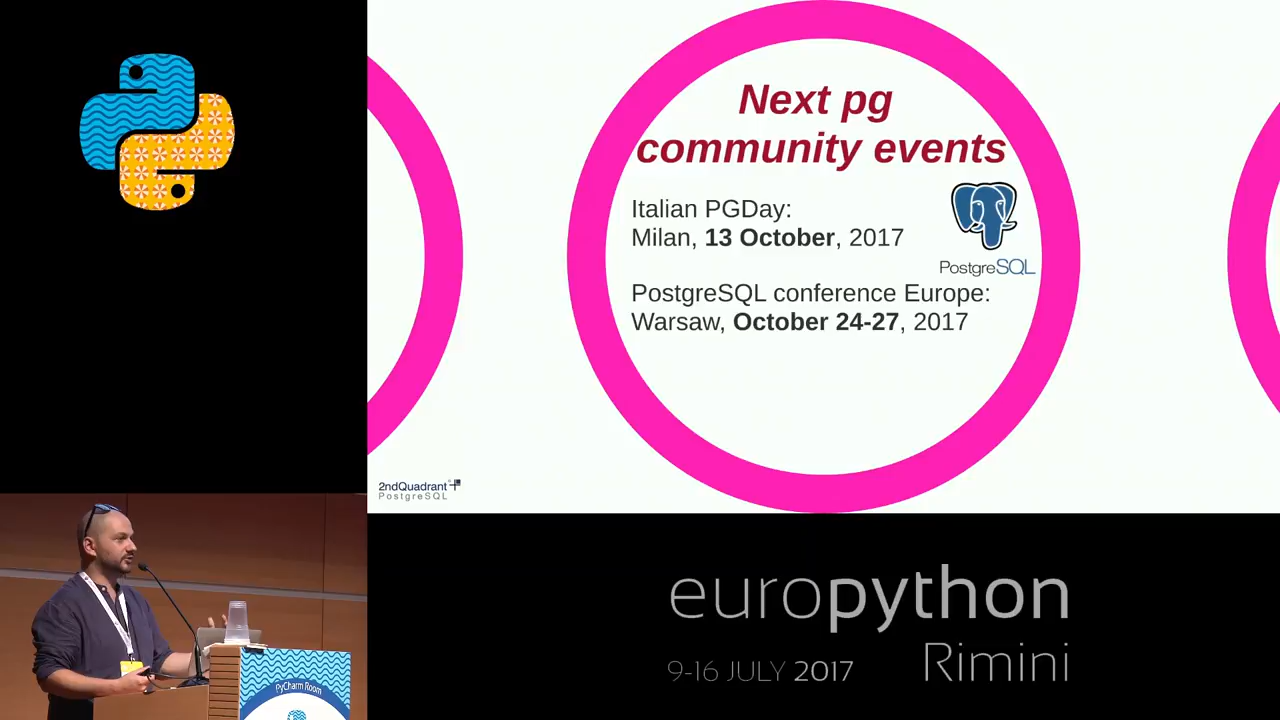 Next pg
community events
Italian PGDay:
Milan, 13 October, 2017
PostgreSQL
PostgreSQL conference Europe:
Warsaw, October 24-27, 2017
2ndQuadrant
PostgreSQL
europython
9-16 JULY 2017
Rimini
PyCharm Room